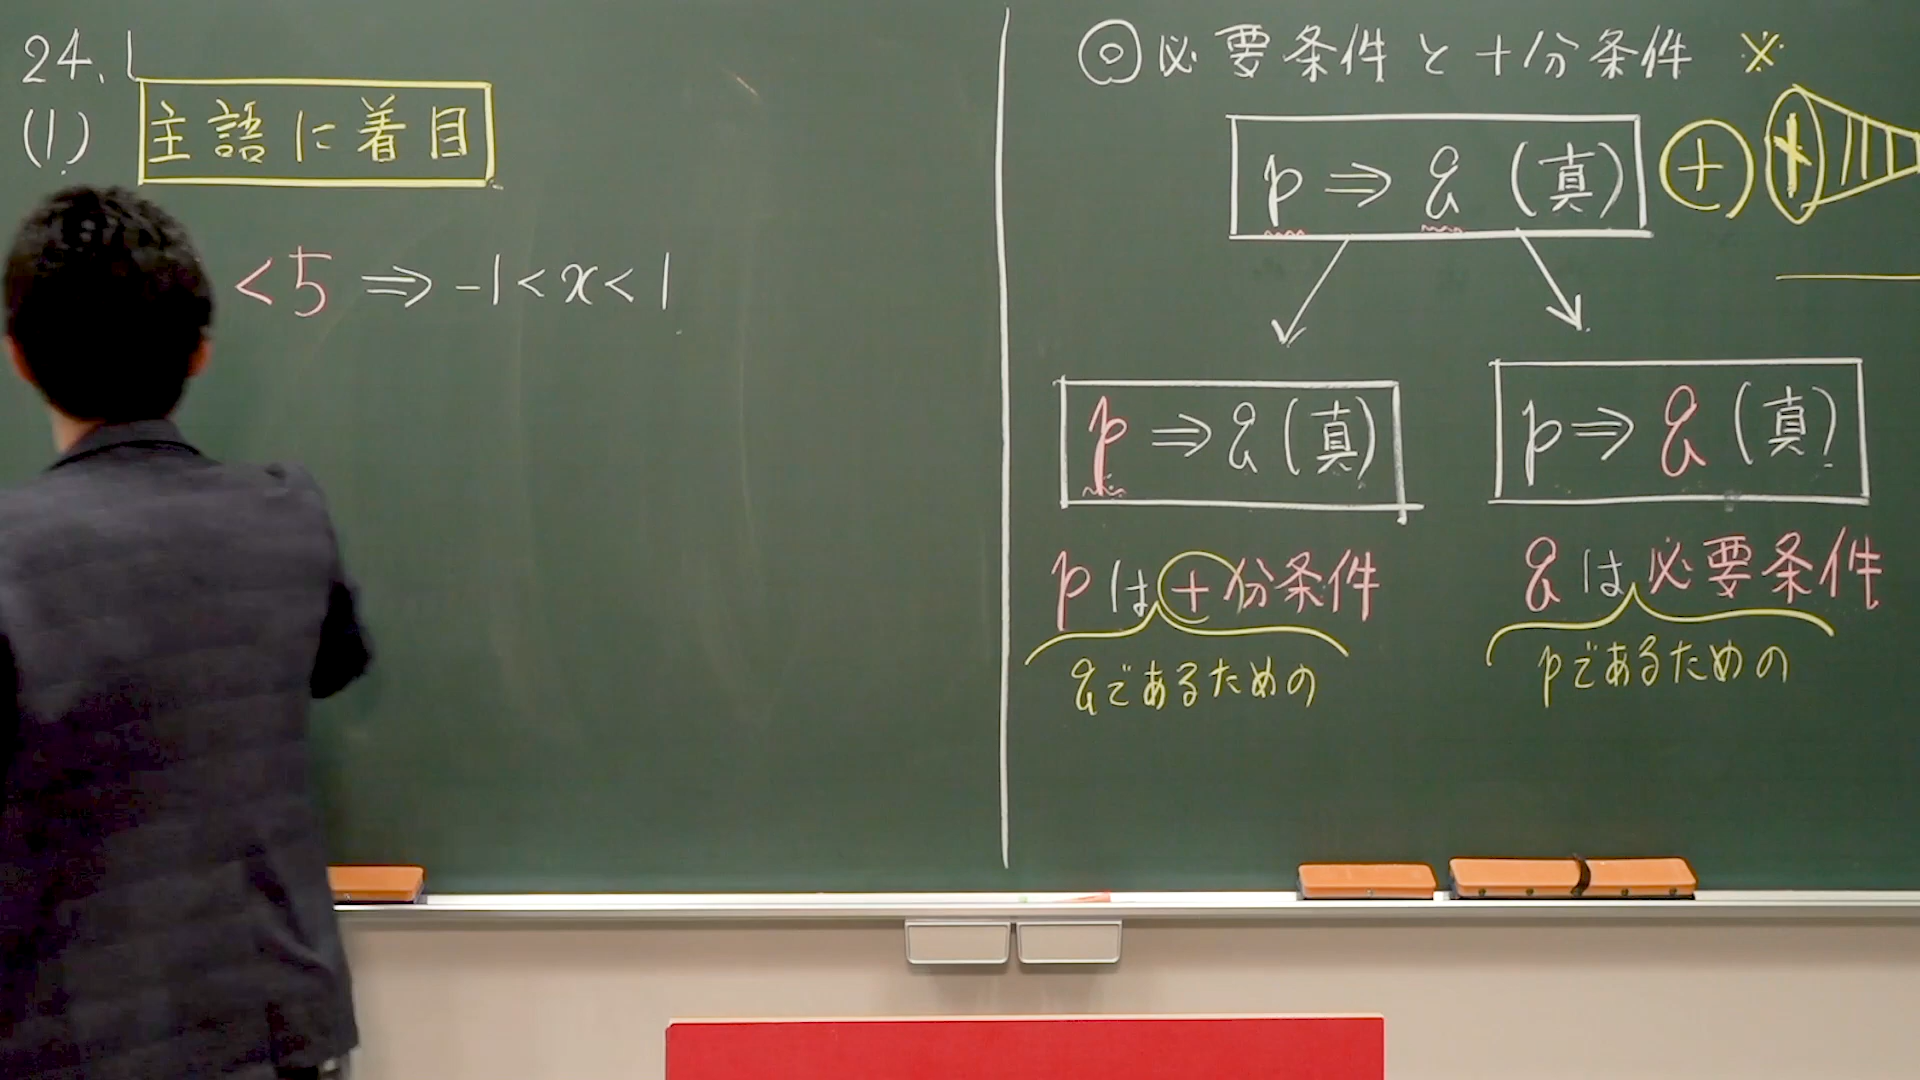 24.1
(1) 主語に着目
<5 ⇒ -1<x<1
◎必要条件と十分条件 ※
p ⇒ q (真) +
p ⇒ q (真)
pは十分条件
qであるための
p ⇒ q (真)
qは必要条件
pであるための